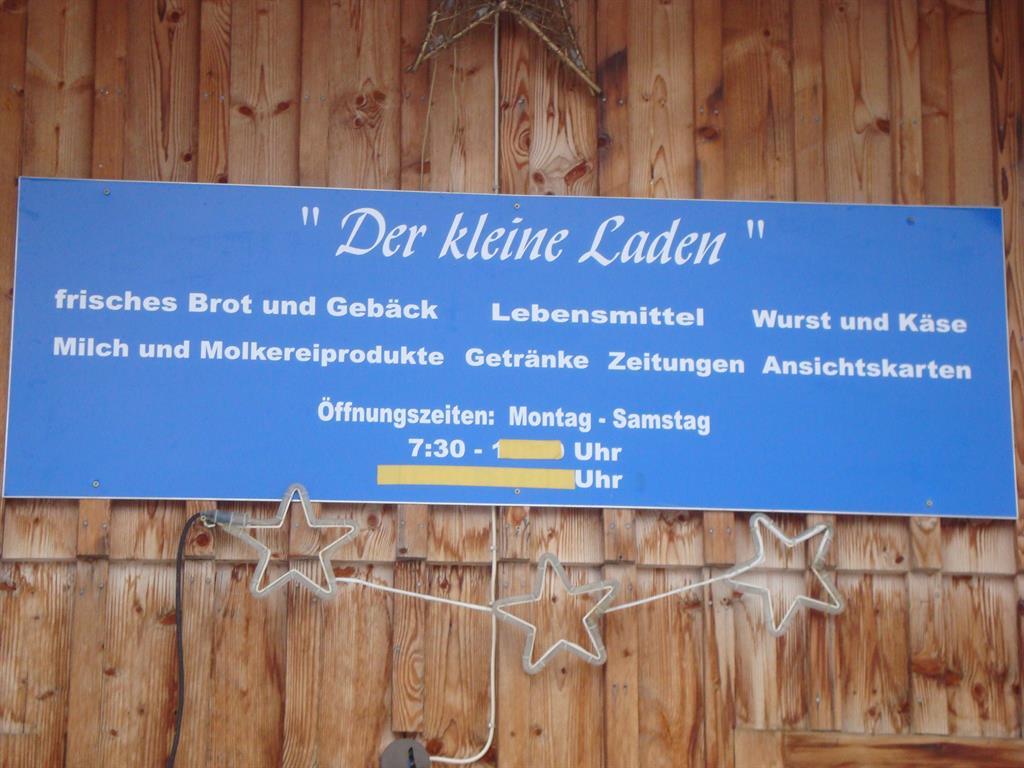 " Der kleine Laden "
frisches Brot und Gebäck Lebensmittel Wurst und Käse
Milch und Molkereiprodukte Getränke Zeitungen Ansichtskarten
Öffnungszeiten: Montag - Samstag
7:30 - Uhr
Uhr